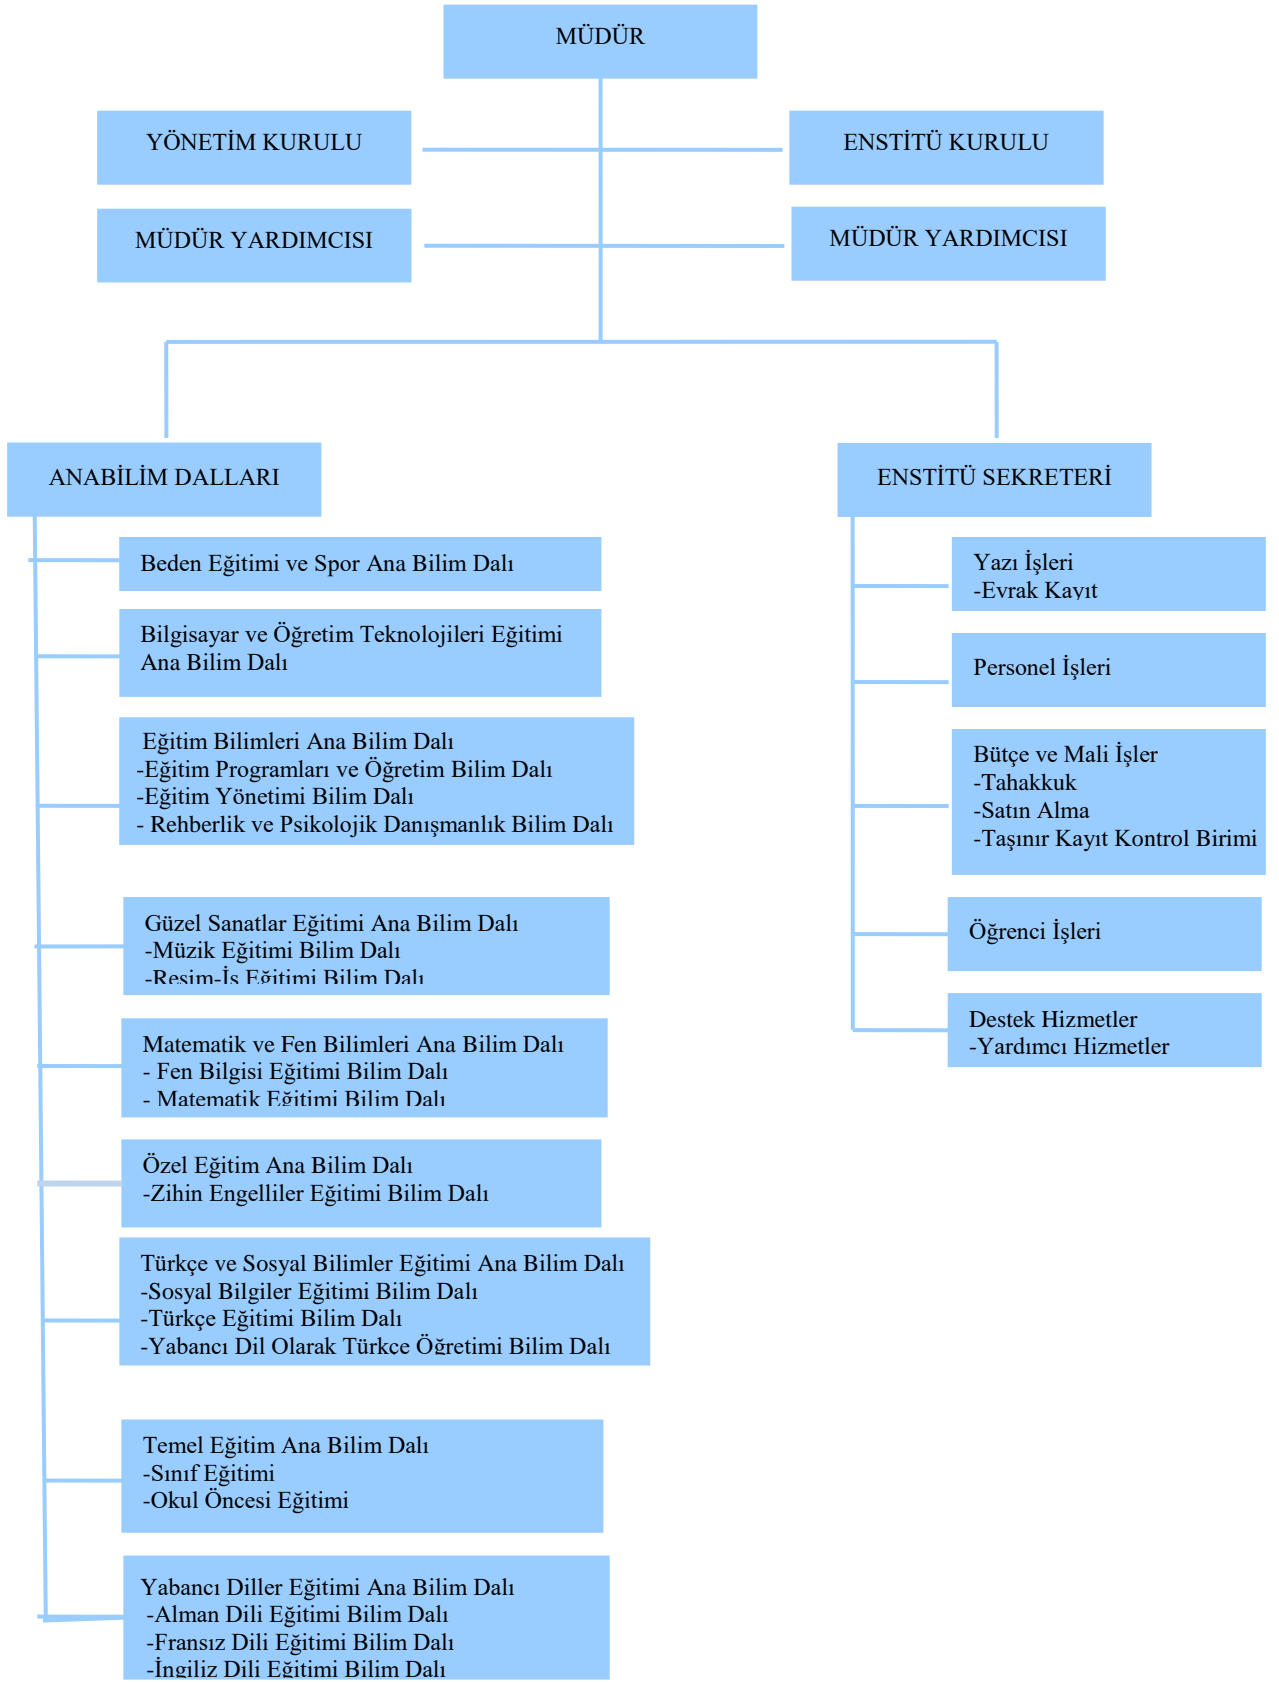 MÜDÜR
YÖNETİM KURULU
ENSTİTÜ KURULU
MÜDÜR YARDIMCISI
MÜDÜR YARDIMCISI
ANABİLİM DALLARI
Beden Eğitimi ve Spor Ana Bilim Dalı
Bilgisayar ve Öğretim Teknolojileri Eğitimi
Ana Bilim Dalı
Eğitim Bilimleri Ana Bilim Dalı
-Eğitim Programları ve Öğretim Bilim Dalı
-Eğitim Yönetimi Bilim Dalı
- Rehberlik ve Psikolojik Danışmanlık Bilim Dalı
Güzel Sanatlar Eğitimi Ana Bilim Dalı
-Müzik Eğitimi Bilim Dalı
-Resim-İş Eğitimi Bilim Dalı
Matematik ve Fen Bilimleri Ana Bilim Dalı
- Fen Bilgisi Eğitimi Bilim Dalı
- Matematik Eğitimi Bilim Dalı
Özel Eğitim Ana Bilim Dalı
-Zihin Engelliler Eğitimi Bilim Dalı
Türkçe ve Sosyal Bilimler Eğitimi Ana Bilim Dalı
-Sosyal Bilgiler Eğitimi Bilim Dalı
-Türkçe Eğitimi Bilim Dalı
-Yabancı Dil Olarak Türkçe Öğretimi Bilim Dalı
Temel Eğitim Ana Bilim Dalı
-Sınıf Eğitimi
-Okul Öncesi Eğitimi
Yabancı Diller Eğitimi Ana Bilim Dalı
-Alman Dili Eğitimi Bilim Dalı
-Fransız Dili Eğitimi Bilim Dalı
-İngiliz Dili Eğitimi Bilim Dalı
ENSTİTÜ SEKRETERİ
Yazı İşleri
-Evrak Kayıt
Personel İşleri
Bütçe ve Mali İşler
-Tahakkuk
-Satın Alma
-Taşınır Kayıt Kontrol Birimi
Öğrenci İşleri
Destek Hizmetler
-Yardımcı Hizmetler